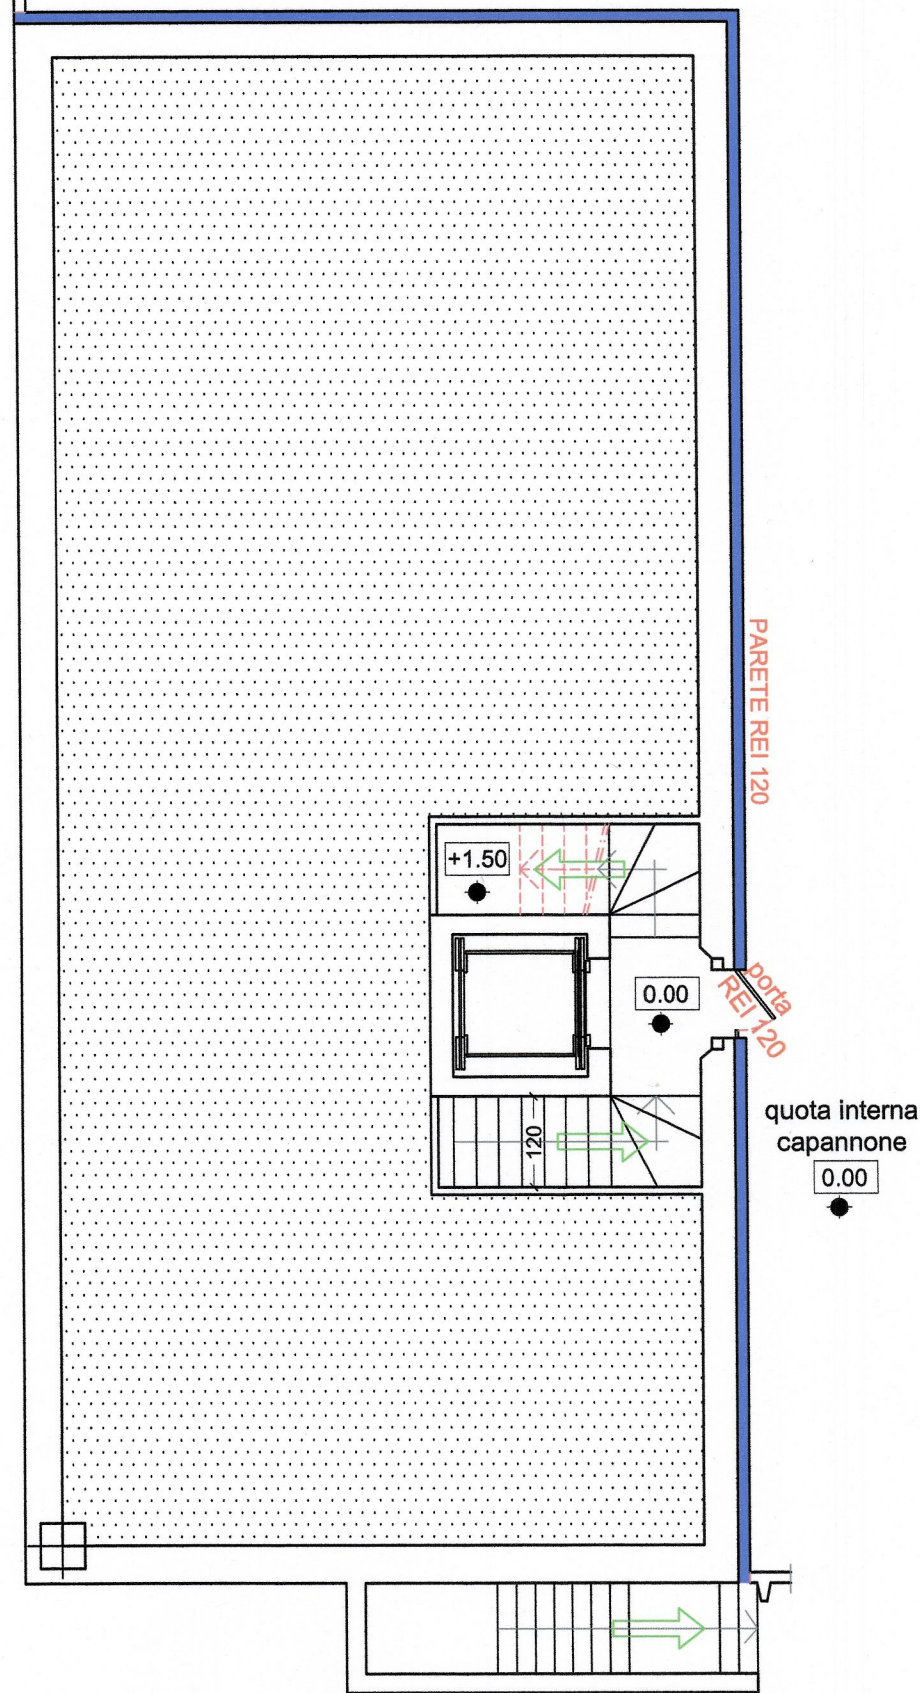 PARETE REI 120
+1.50
0.00
porta
REI 120
120
quota interna
capannone
0.00